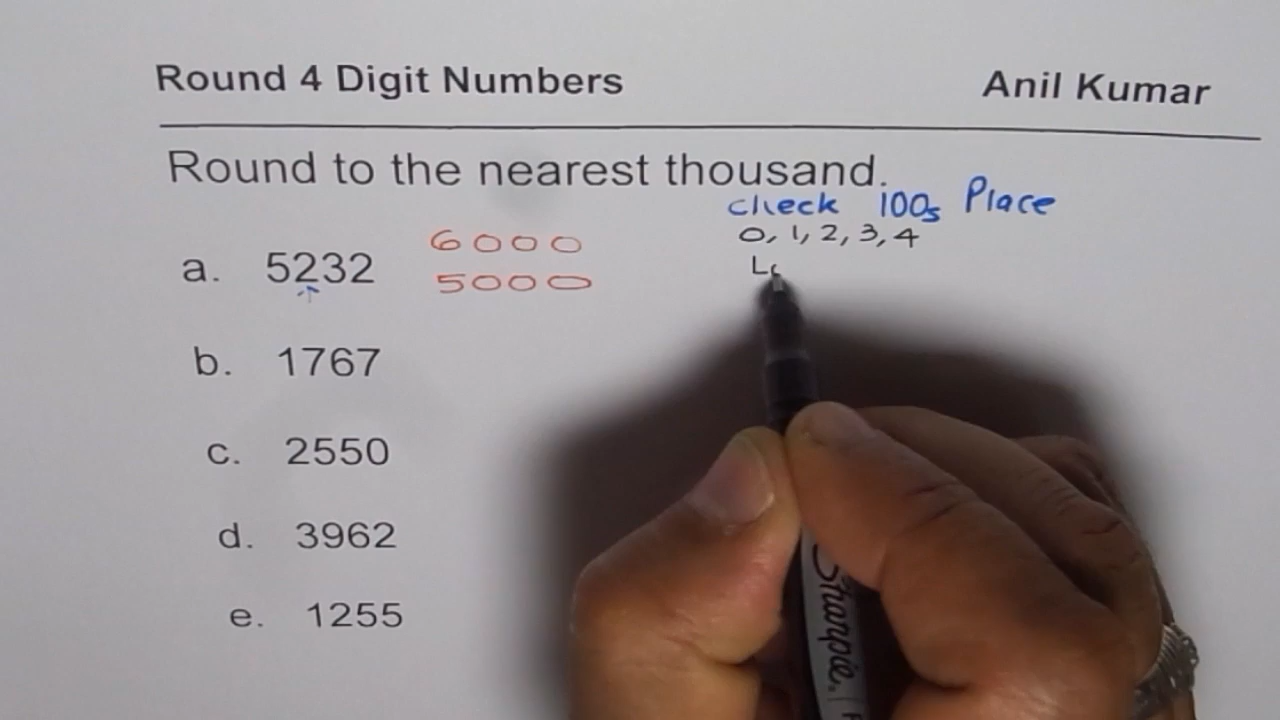 Round 4 Digit Numbers Anil Kumar
Round to the nearest thousand.
check 100s Place
0, 1, 2, 3, 4
6000
a. 5232
5000
b. 1767
c. 2550
d. 3962
e. 1255
Sharpie.